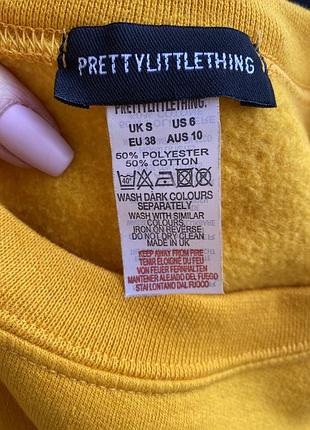 PRETTYLITTLETHING
PRETTYLITTLETHING.
UK S US 6
EU 38 AUS 10
50% POLYESTER
50% COTTON
40°
WASH DARK COLOURS
SEPARATELY
WASH WITH SIMILAR
COLOURS
IRON ON REVERSE
DO NOT DRY CLEAN
MADE IN UK
KEEP AWAY FROM FIRE
TENIR ÉLOIGNÉ DU FEU
VON FEUER FERNHALTEN
MANTENER ALEJADO DEL FUEGO
STAI LONTANO DAL FUOCO